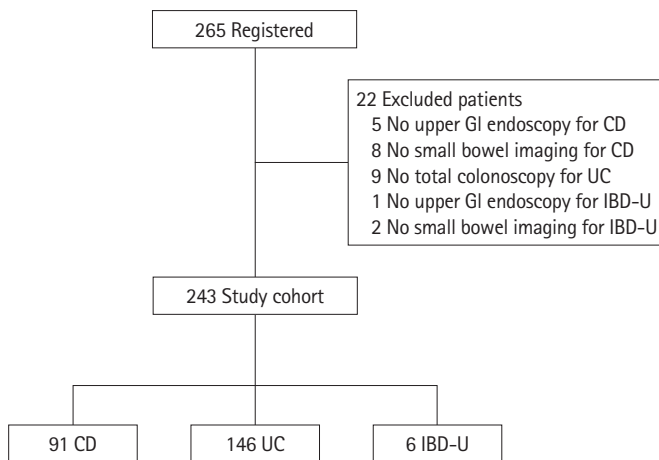 265 Registered
22 Excluded patients
5 No upper GI endoscopy for CD
8 No small bowel imaging for CD
9 No total colonoscopy for UC
1 No upper GI endoscopy for IBD-U
2 No small bowel imaging for IBD-U
243 Study cohort
91 CD
146 UC
6 IBD-U